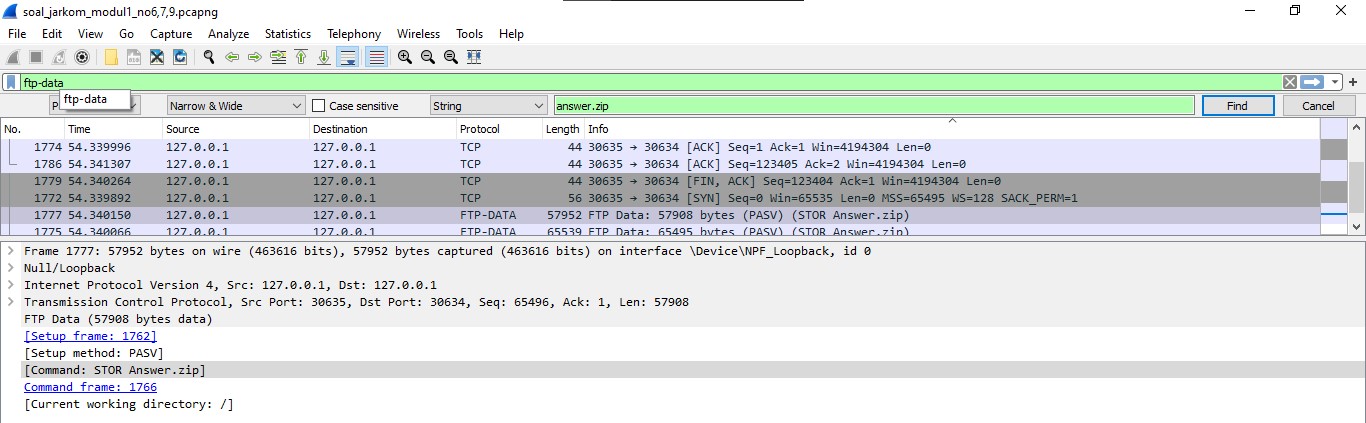 soal_jarkom_modul1_no6,7,9.pcapng
File Edit View Go Capture Analyze Statistics Telephony Wireless Tools Help
ftp-data
ftp-data
Narrow & Wide Case sensitive String answer.zip Find Cancel
No. Time Source Destination Protocol Length Info
1774 54.339996 127.0.0.1 127.0.0.1 TCP 44 30635 → 30634 [ACK] Seq=1 Ack=1 Win=4194304 Len=0
1786 54.341307 127.0.0.1 127.0.0.1 TCP 44 30635 → 30634 [ACK] Seq=123405 Ack=2 Win=4194304 Len=0
1779 54.340264 127.0.0.1 127.0.0.1 TCP 44 30635 → 30634 [FIN, ACK] Seq=123404 Ack=1 Win=4194304 Len=0
1772 54.339892 127.0.0.1 127.0.0.1 TCP 56 30635 → 30634 [SYN] Seq=0 Win=65535 Len=0 MSS=65495 WS=128 SACK_PERM=1
1777 54.340150 127.0.0.1 127.0.0.1 FTP-DATA 57952 FTP Data: 57908 bytes (PASV) (STOR Answer.zip)
1775 54.340066 127.0.0.1 127.0.0.1 FTP-DATA 65539 FTP Data: 65495 bytes (PASV) (STOR Answer.zip)
Frame 1777: 57952 bytes on wire (463616 bits), 57952 bytes captured (463616 bits) on interface \Device\NPF_Loopback, id 0
Null/Loopback
Internet Protocol Version 4, Src: 127.0.0.1, Dst: 127.0.0.1
Transmission Control Protocol, Src Port: 30635, Dst Port: 30634, Seq: 65496, Ack: 1, Len: 57908
FTP Data (57908 bytes data)
[Setup frame: 1762]
[Setup method: PASV]
[Command: STOR Answer.zip]
Command frame: 1766
[Current working directory: /]